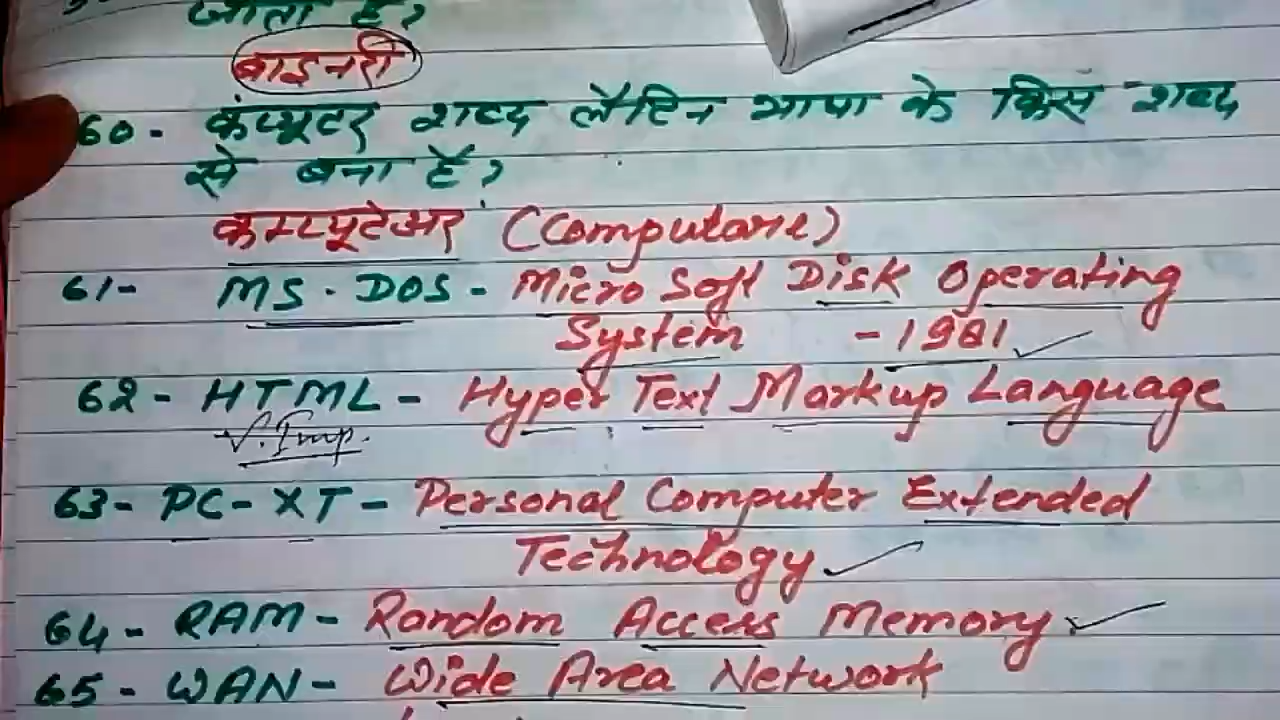 जाता है?
बाइनरी
60- कंप्यूटर शब्द लैटिन भाषा के किस शब्द
से बना है?
कम्प्यूटेअर (Computare)
61- MS-DOS - Micro Soft Disk Operating
System - 1981
62- HTML - Hyper Text Markup Language
V.Imp.
63- PC-XT - Personal Computer Extended
Technology
64- RAM - Random Access Memory
65- WAN - Wide Area Network